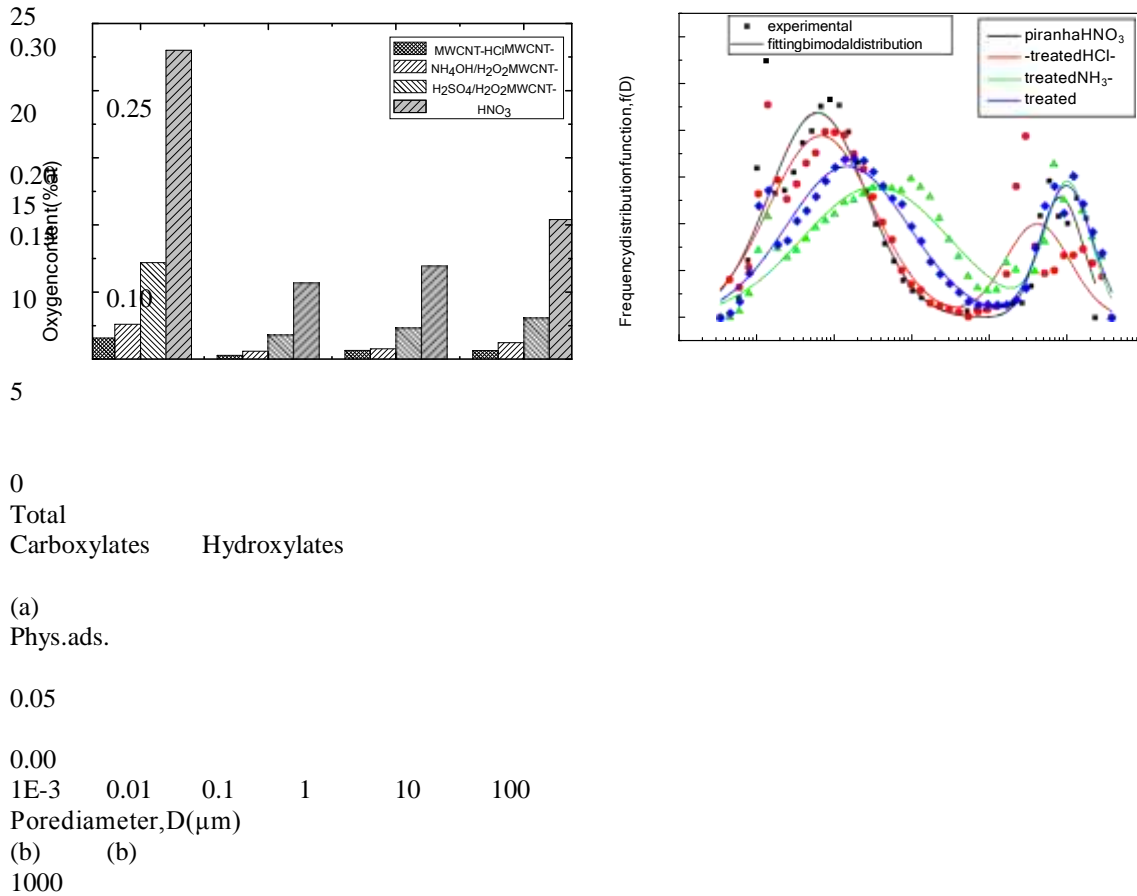 25
0.30
20
0.25
0.20
15
0.15
10
0.10
Oxygencontent(%at)
MWCNT-HClMWCNT-
NH4OH/H2O2MWCNT-
H2SO4/H2O2MWCNT-
HNO3
Frequencydistributionfunction,f(D)
experimental
fittingbimodaldistribution
piranhaHNO3
-treatedHCl-
treatedNH3-
treated
5
0
Total
Carboxylates Hydroxylates
(a)
Phys.ads.
0.05
0.00
1E-3 0.01 0.1 1 10 100
Porediameter,D(µm)
(b) (b)
1000